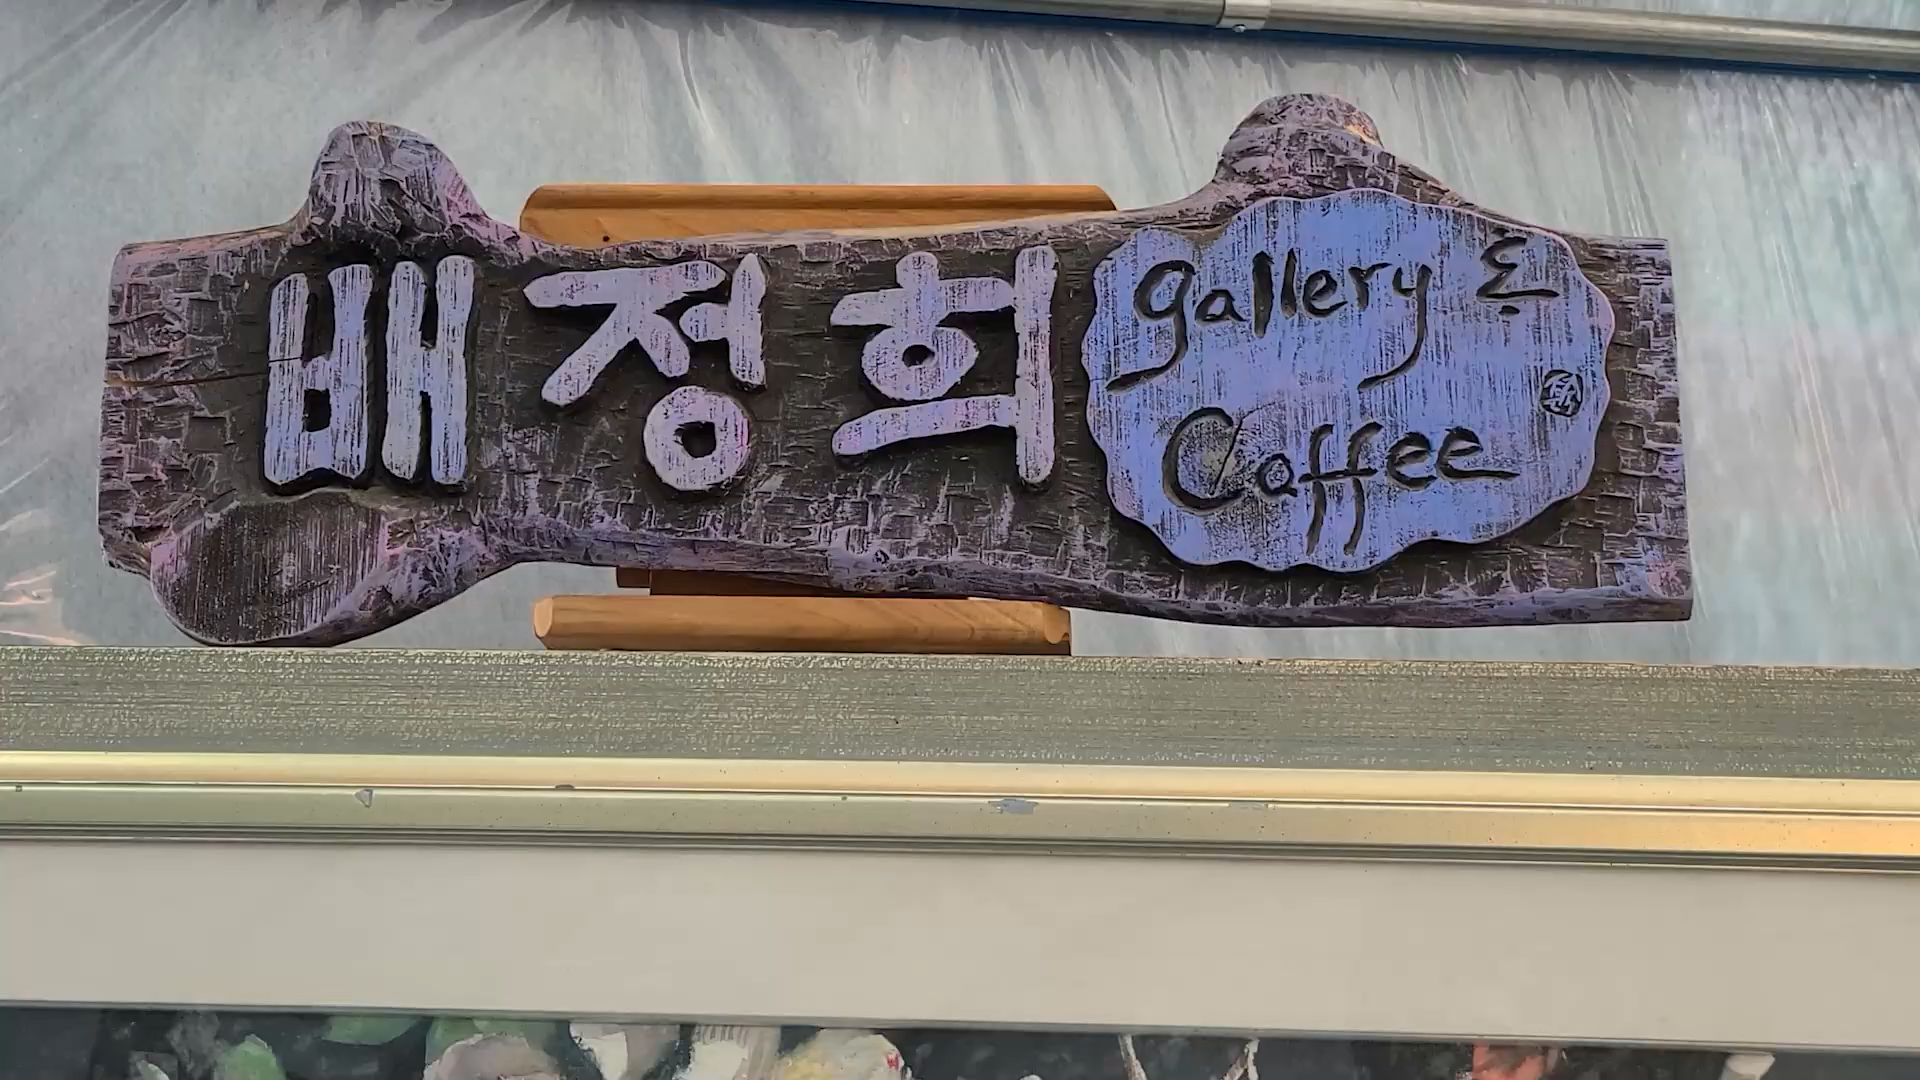 배정희
gallery &
Coffee